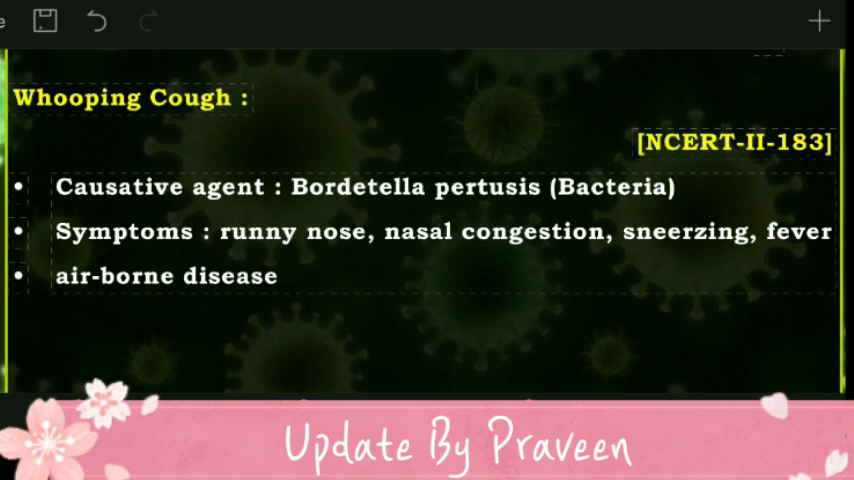 Whooping Cough :
[NCERT-II-183]
• Causative agent : Bordetella pertusis (Bacteria)
• Symptoms : runny nose, nasal congestion, sneerzing, fever
• air-borne disease
Update By Praveen